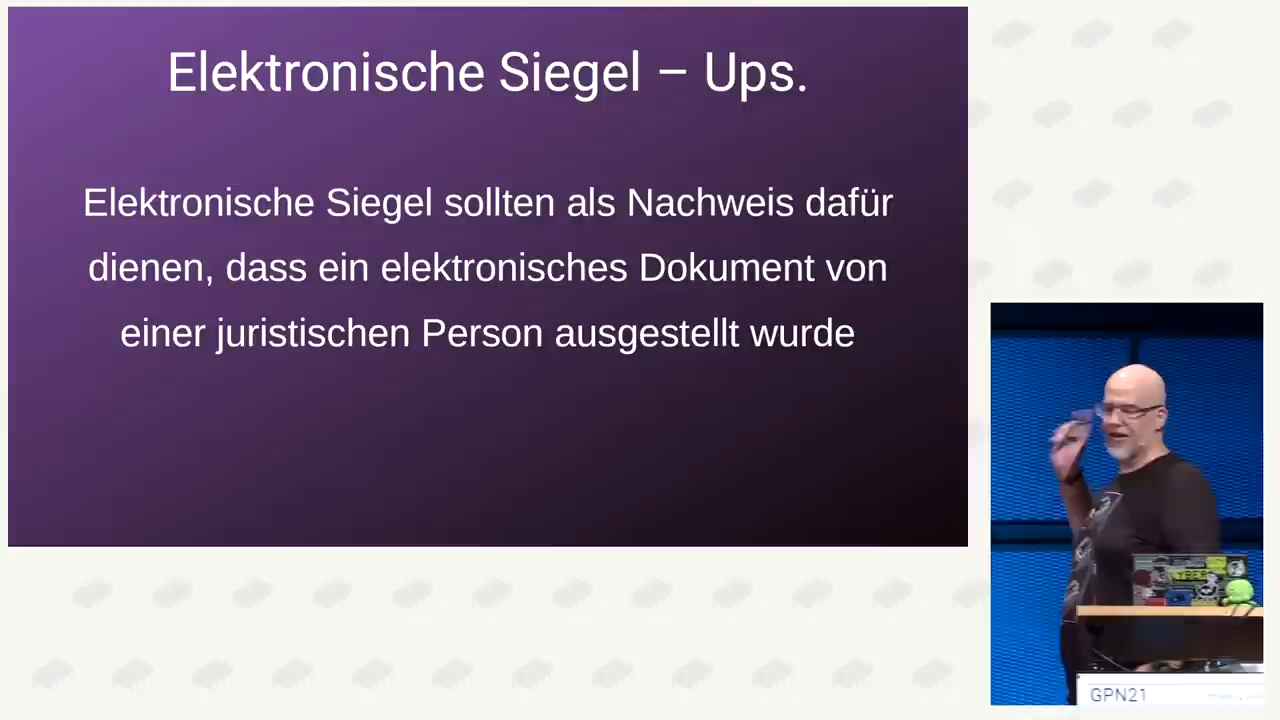 Elektronische Siegel – Ups.
Elektronische Siegel sollten als Nachweis dafür
dienen, dass ein elektronisches Dokument von
einer juristischen Person ausgestellt wurde
GPN21